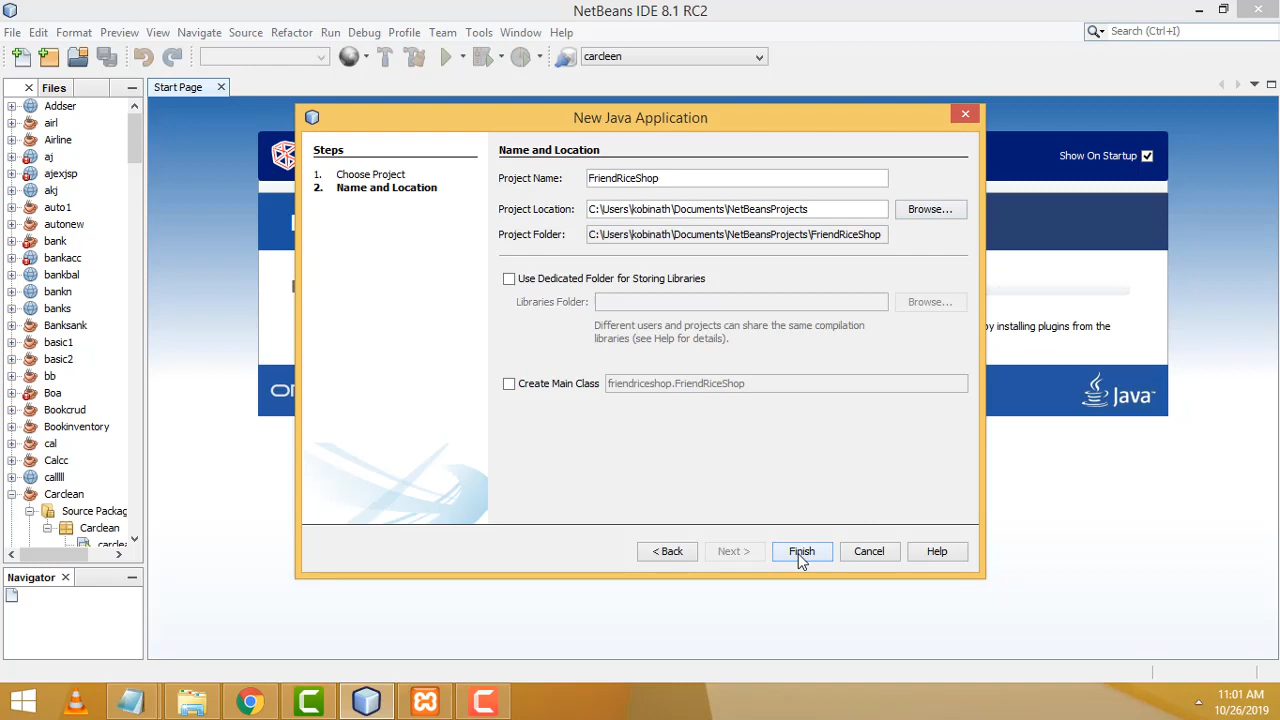 NetBeans IDE 8.1 RC2
File Edit Format Preview View Navigate Source Refactor Run Debug Profile Team Tools Window Help
Search (Ctrl+I)
cardeen
Files
Start Page
Addser
airl
Airline
aj
ajexjsp
akj
auto1
autonew
bank
bankacc
bankbal
bankn
banks
Banksank
basic1
basic2
bb
Boa
Bookcrud
Bookinventory
cal
Calcc
callll
Carclean
Source Packag
Carclean
Navigator
Show On Startup
by installing plugins from the
Java
New Java Application
Steps
1. Choose Project
2. Name and Location
Name and Location
Project Name: FriendRiceShop
Project Location: C:\Users\kobinath\Documents\NetBeansProjects Browse...
Project Folder: C:\Users\kobinath\Documents\NetBeansProjects\FriendRiceShop
Use Dedicated Folder for Storing Libraries
Libraries Folder: Browse...
Different users and projects can share the same compilation
libraries (see Help for details).
Create Main Class friendriceshop.FriendRiceShop
< Back Next > Finish Cancel Help
11:01 AM
10/26/2019